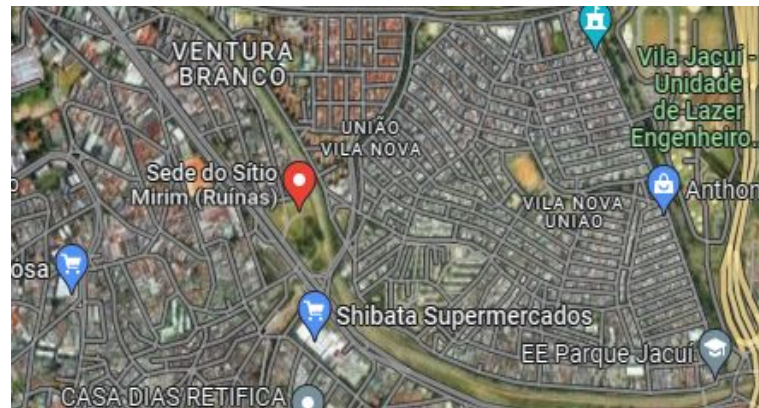 VENTURA
BRANCO
Vila Jacuí -
Unidade
de Lazer
Engenheiro...
UNIÃO
VILA NOVA
Sede do Sítio
Mirim (Ruínas)
Anthon
VILA NOVA
UNIÃO
osa
Shibata Supermercados
EE Parque Jacuí
CASA DIAS RETIFICA